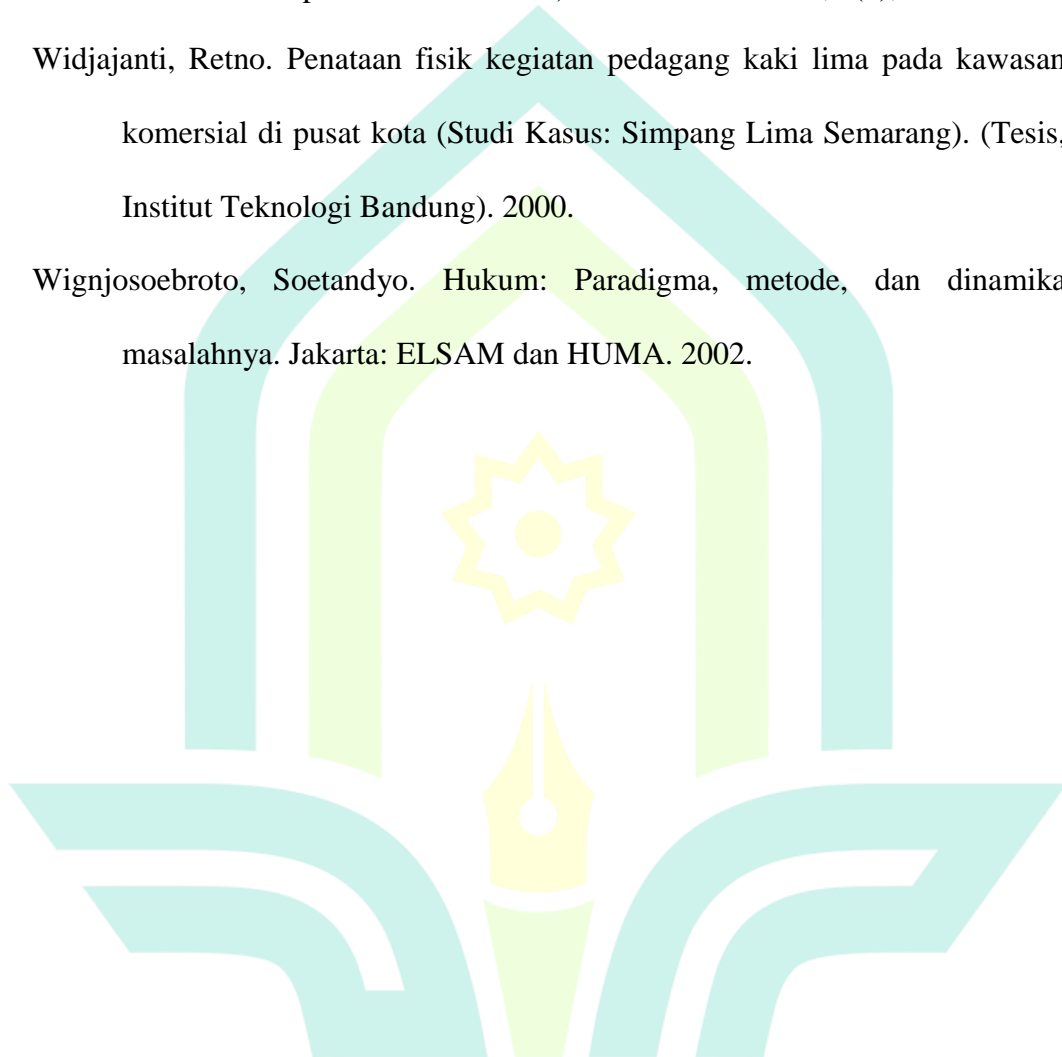 Widjajanti, Retno. Penataan fisik kegiatan pedagang kaki lima pada kawasan
komersial di pusat kota (Studi Kasus: Simpang Lima Semarang). (Tesis,
Institut Teknologi Bandung). 2000.
Wignjosoebroto, Soetandyo. Hukum: Paradigma, metode, dan dinamika
masalahnya. Jakarta: ELSAM dan HUMA. 2002.